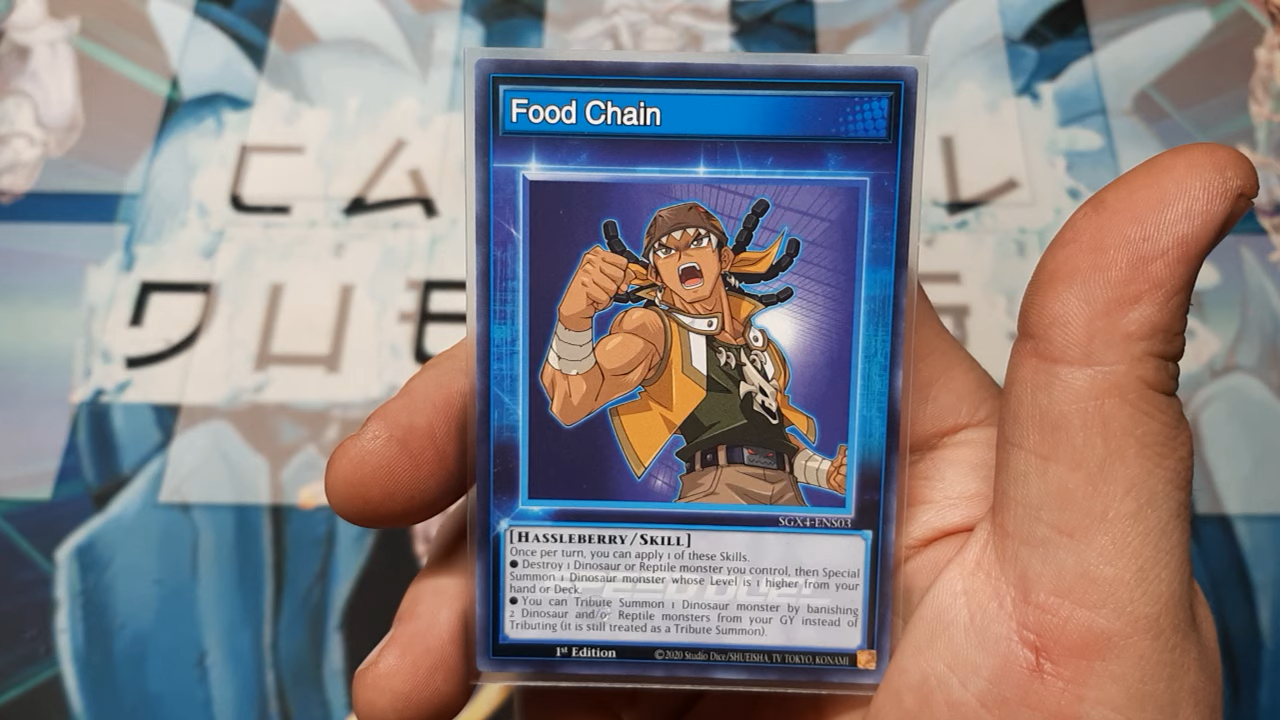 Food Chain
SGX4-ENS03
[HASSLEBERRY/SKILL]
Once per turn, you can apply 1 of these Skills.
● Destroy 1 Dinosaur or Reptile monster you control, then Special
Summon 1 Dinosaur monster whose Level is 1 higher from your
hand or Deck.
● You can Tribute Summon 1 Dinosaur monster by banishing
2 Dinosaur and/or Reptile monsters from your GY instead of
Tributing (it is still treated as a Tribute Summon).
1st Edition
©2020 Studio Dice/SHUEISHA, TV TOKYO, KONAMI